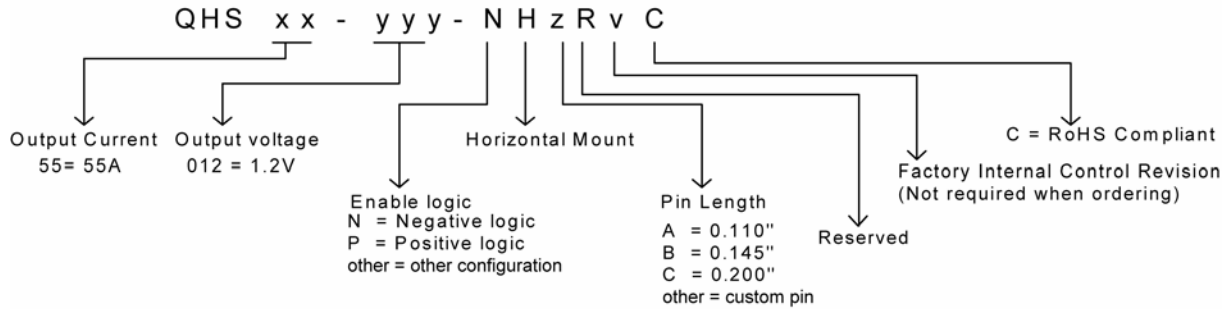 QHS xx - yyy - N H z R v C
Output Current
55= 55A
Output voltage
012 = 1.2V
Enable logic
N = Negative logic
P = Positive logic
other = other configuration
Horizontal Mount
Pin Length
A = 0.110"
B = 0.145"
C = 0.200"
other = custom pin
Reserved
Factory Internal Control Revision
(Not required when ordering)
C = RoHS Compliant